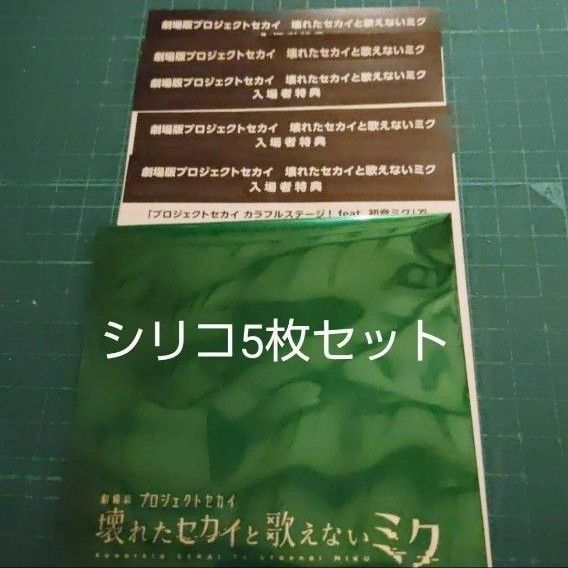 劇場版プロジェクトセカイ 壊れたセカイと歌えないミク
劇場版プロジェクトセカイ 壊れたセカイと歌えないミク
劇場版プロジェクトセカイ 壊れたセカイと歌えないミク
入場者特典
劇場版プロジェクトセカイ 壊れたセカイと歌えないミク
入場者特典
劇場版プロジェクトセカイ 壊れたセカイと歌えないミク
入場者特典
「プロジェクトセカイ カラフルステージ! feat. 初音ミク」で
シリコ5枚セット
劇場版 プロジェクトセカイ
壊れたセカイと歌えないミク